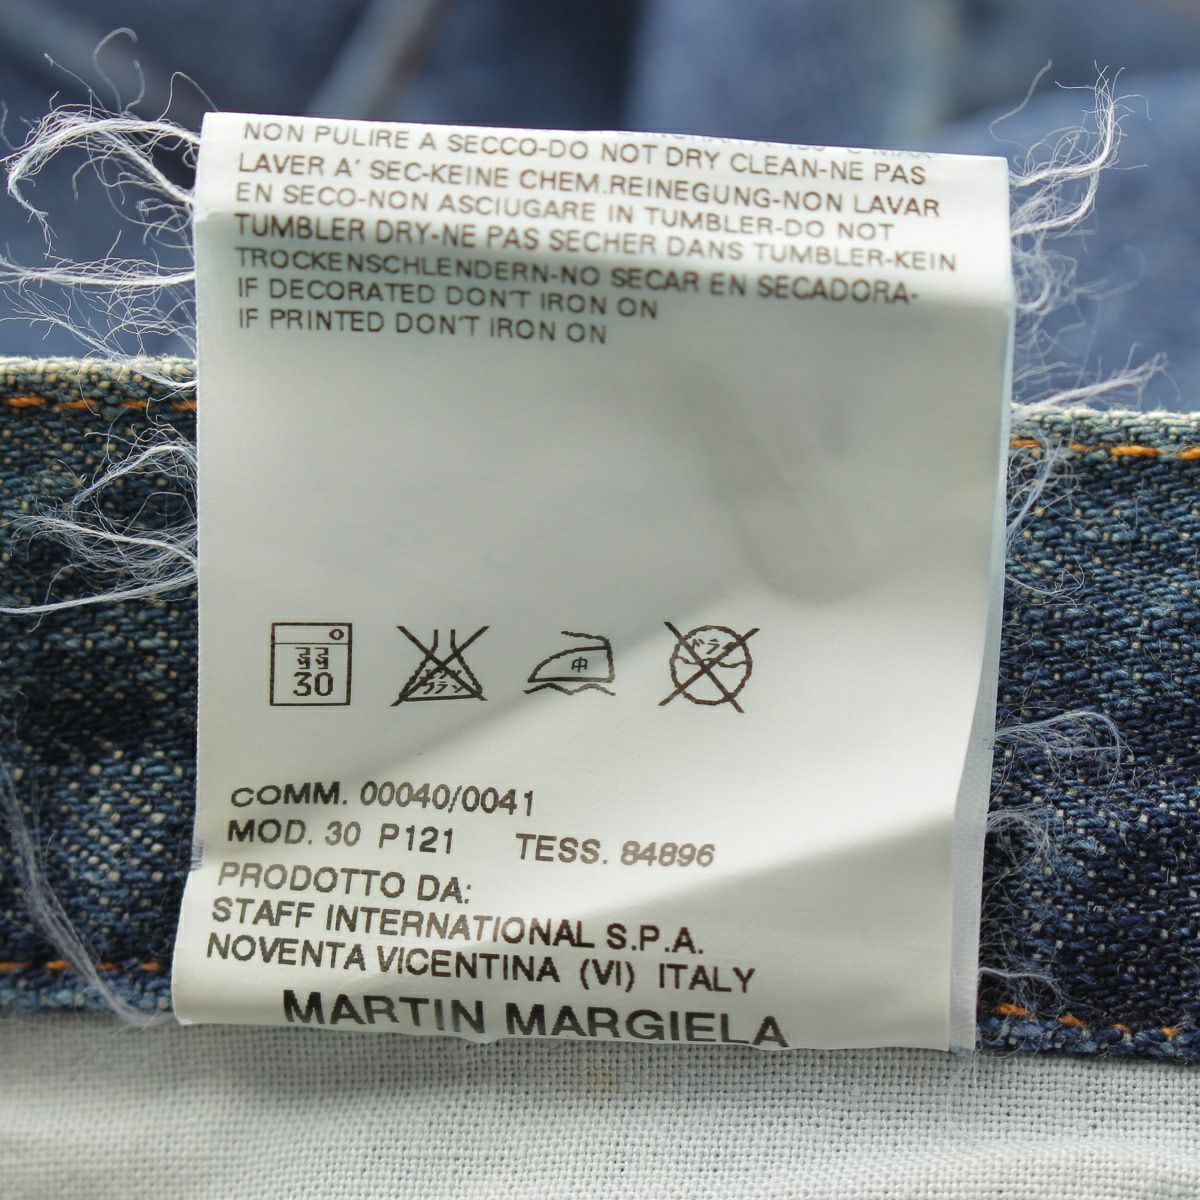 NON PULIRE A SECCO-DO NOT DRY CLEAN-NE PAS
LAVER A' SEC-KEINE CHEM.REINEGUNG-NON LAVAR
EN SECO-NON ASCIUGARE IN TUMBLER-DO NOT
TUMBLER DRY-NE PAS SECHER DANS TUMBLER-KEIN
TROCKENSCHLENDERN-NO SECAR EN SECADORA-
IF DECORATED DON'T IRON ON
IF PRINTED DON'T IRON ON
30
中
ドライ
COMM. 00040/0041
MOD. 30 P121 TESS. 84896
PRODOTTO DA:
STAFF INTERNATIONAL S.P.A.
NOVENTA VICENTINA (VI) ITALY
MARTIN MARGIELA